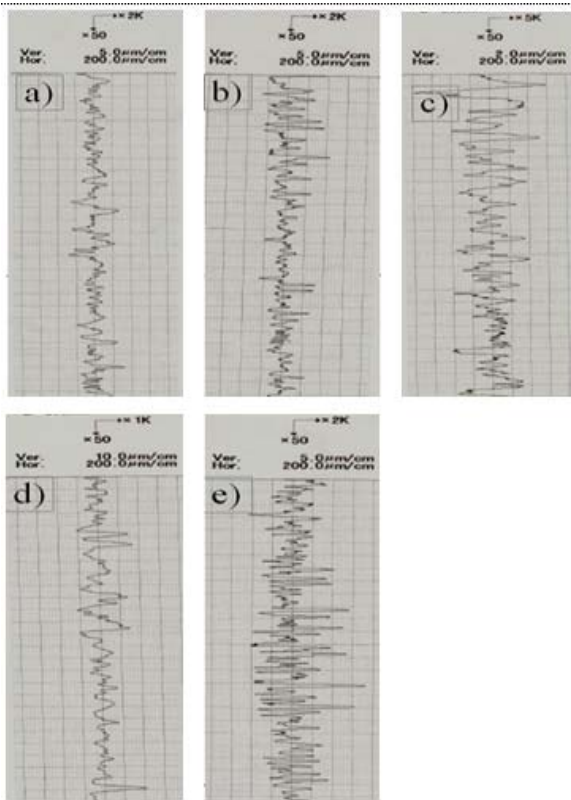 × 2K
× 50
Ver. 5.0μm/cm
Hor. 200.0μm/cm
a)
× 2K
× 50
Ver. 5.0μm/cm
Hor. 200.0μm/cm
b)
× 5K
× 50
Ver. 2.0μm/cm
Hor. 200.0μm/cm
c)
× 1K
× 50
Ver. 10.0μm/cm
Hor. 200.0μm/cm
d)
× 2K
× 50
Ver. 5.0μm/cm
Hor. 200.0μm/cm
e)